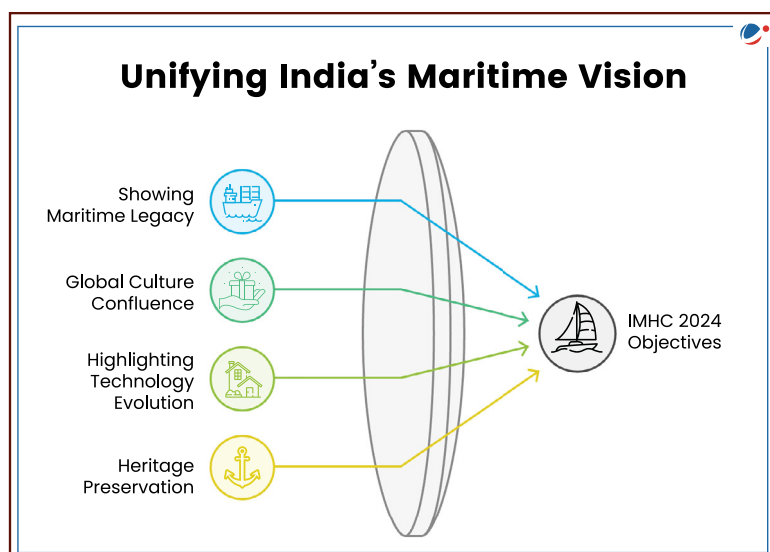 Unifying India's Maritime Vision
Showing
Maritime Legacy
Global Culture
Confluence
Highlighting
Technology
Evolution
Heritage
Preservation
IMHC 2024
Objectives